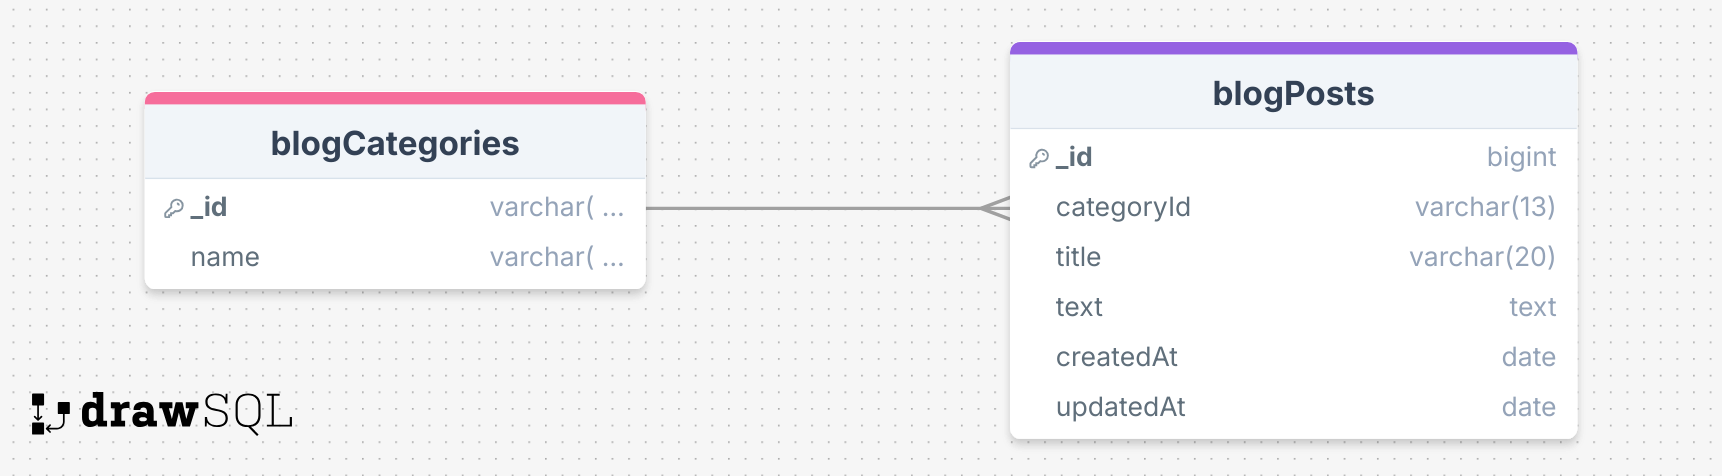 blogCategories
_id varchar( ...
name varchar( ...
blogPosts
_id bigint
categoryId varchar(13)
title varchar(20)
text text
createdAt date
updatedAt date
drawSQL